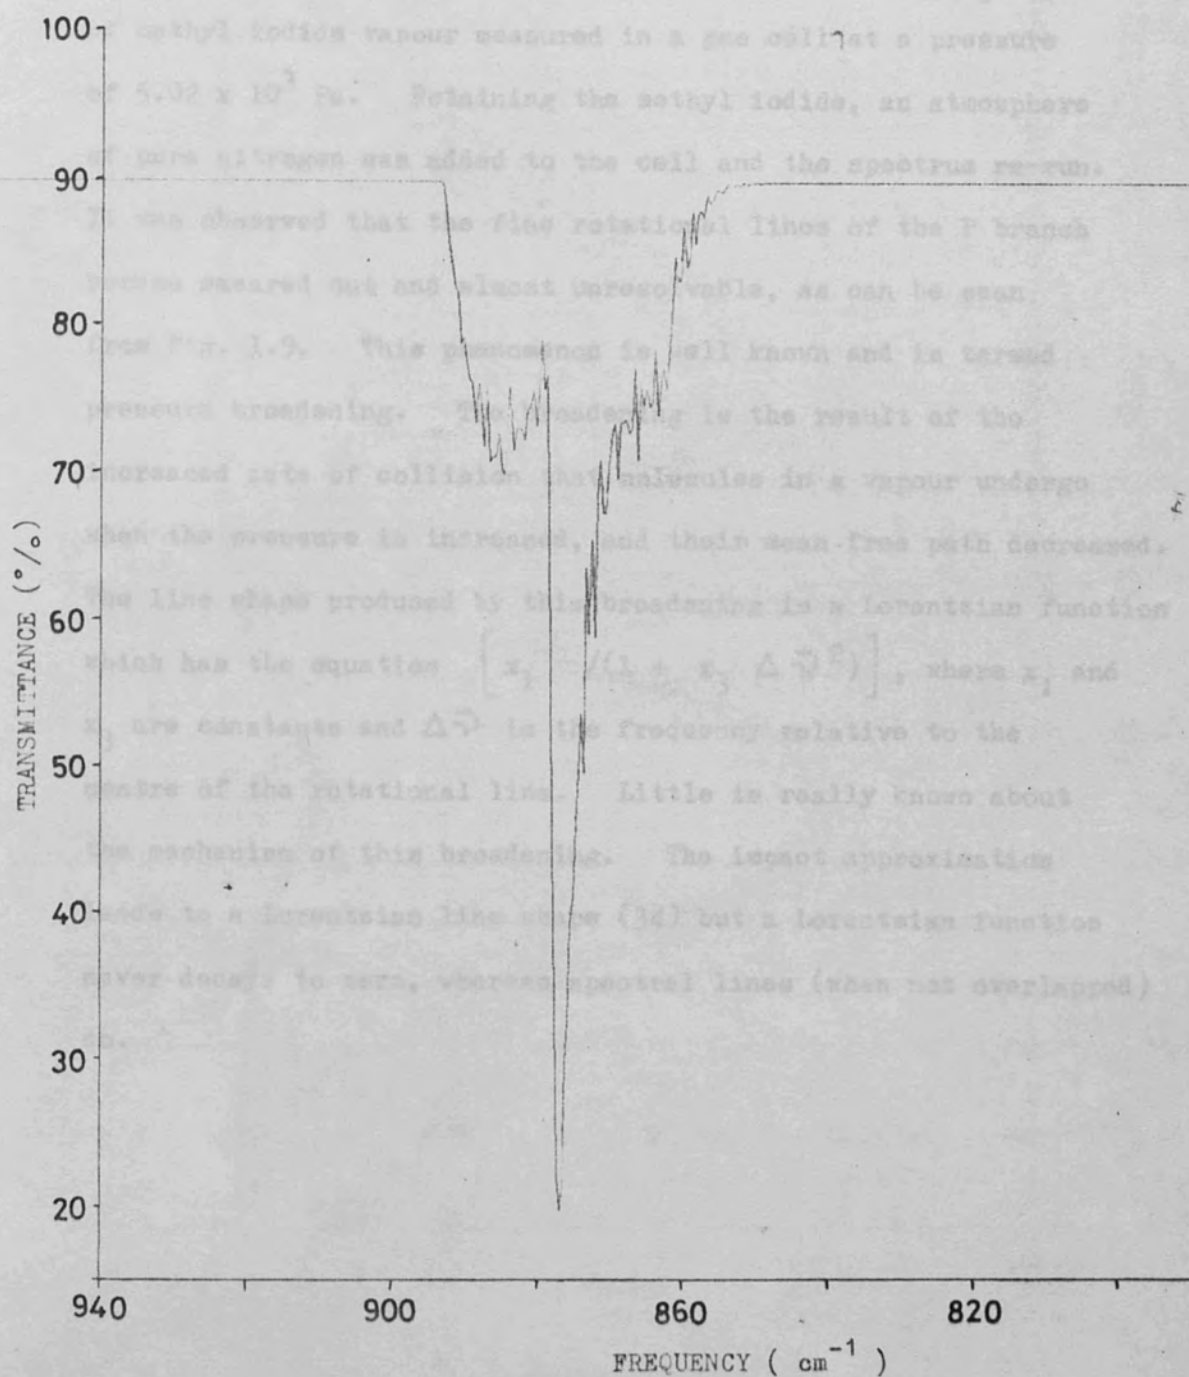 of methyl iodide vapour measured in a gas cell at a pressure
of 5.02 x 10³ Pa. Retaining the methyl iodide, an atmosphere
of pure nitrogen was added to the cell and the spectrum re-run.
It was observed that the fine rotational lines of the P branch
become smeared out and almost unresolvable, as can be seen
from Fig. 1.9. This phenomenon is well known and is termed
pressure broadening. The broadening is the result of the
increased rate of collision that molecules in a vapour undergo
when the pressure is increased, and their mean-free path decreased.
The line shape produced by this broadening is a Lorentzian function
which has the equation where and
are constants and Δν̄ is the frequency relative to the
centre of the rotational line. Little is really known about
the mechanism of this broadening. The impact approximation
leads to a Lorentzian line shape (34) but a Lorentzian function
never decays to zero, whereas spectral lines (when not overlapped)
do.
100
90
80
70
60
50
40
30
20
TRANSMITTANCE (°/o)
940 900 860 820
FREQUENCY ( cm⁻¹ )